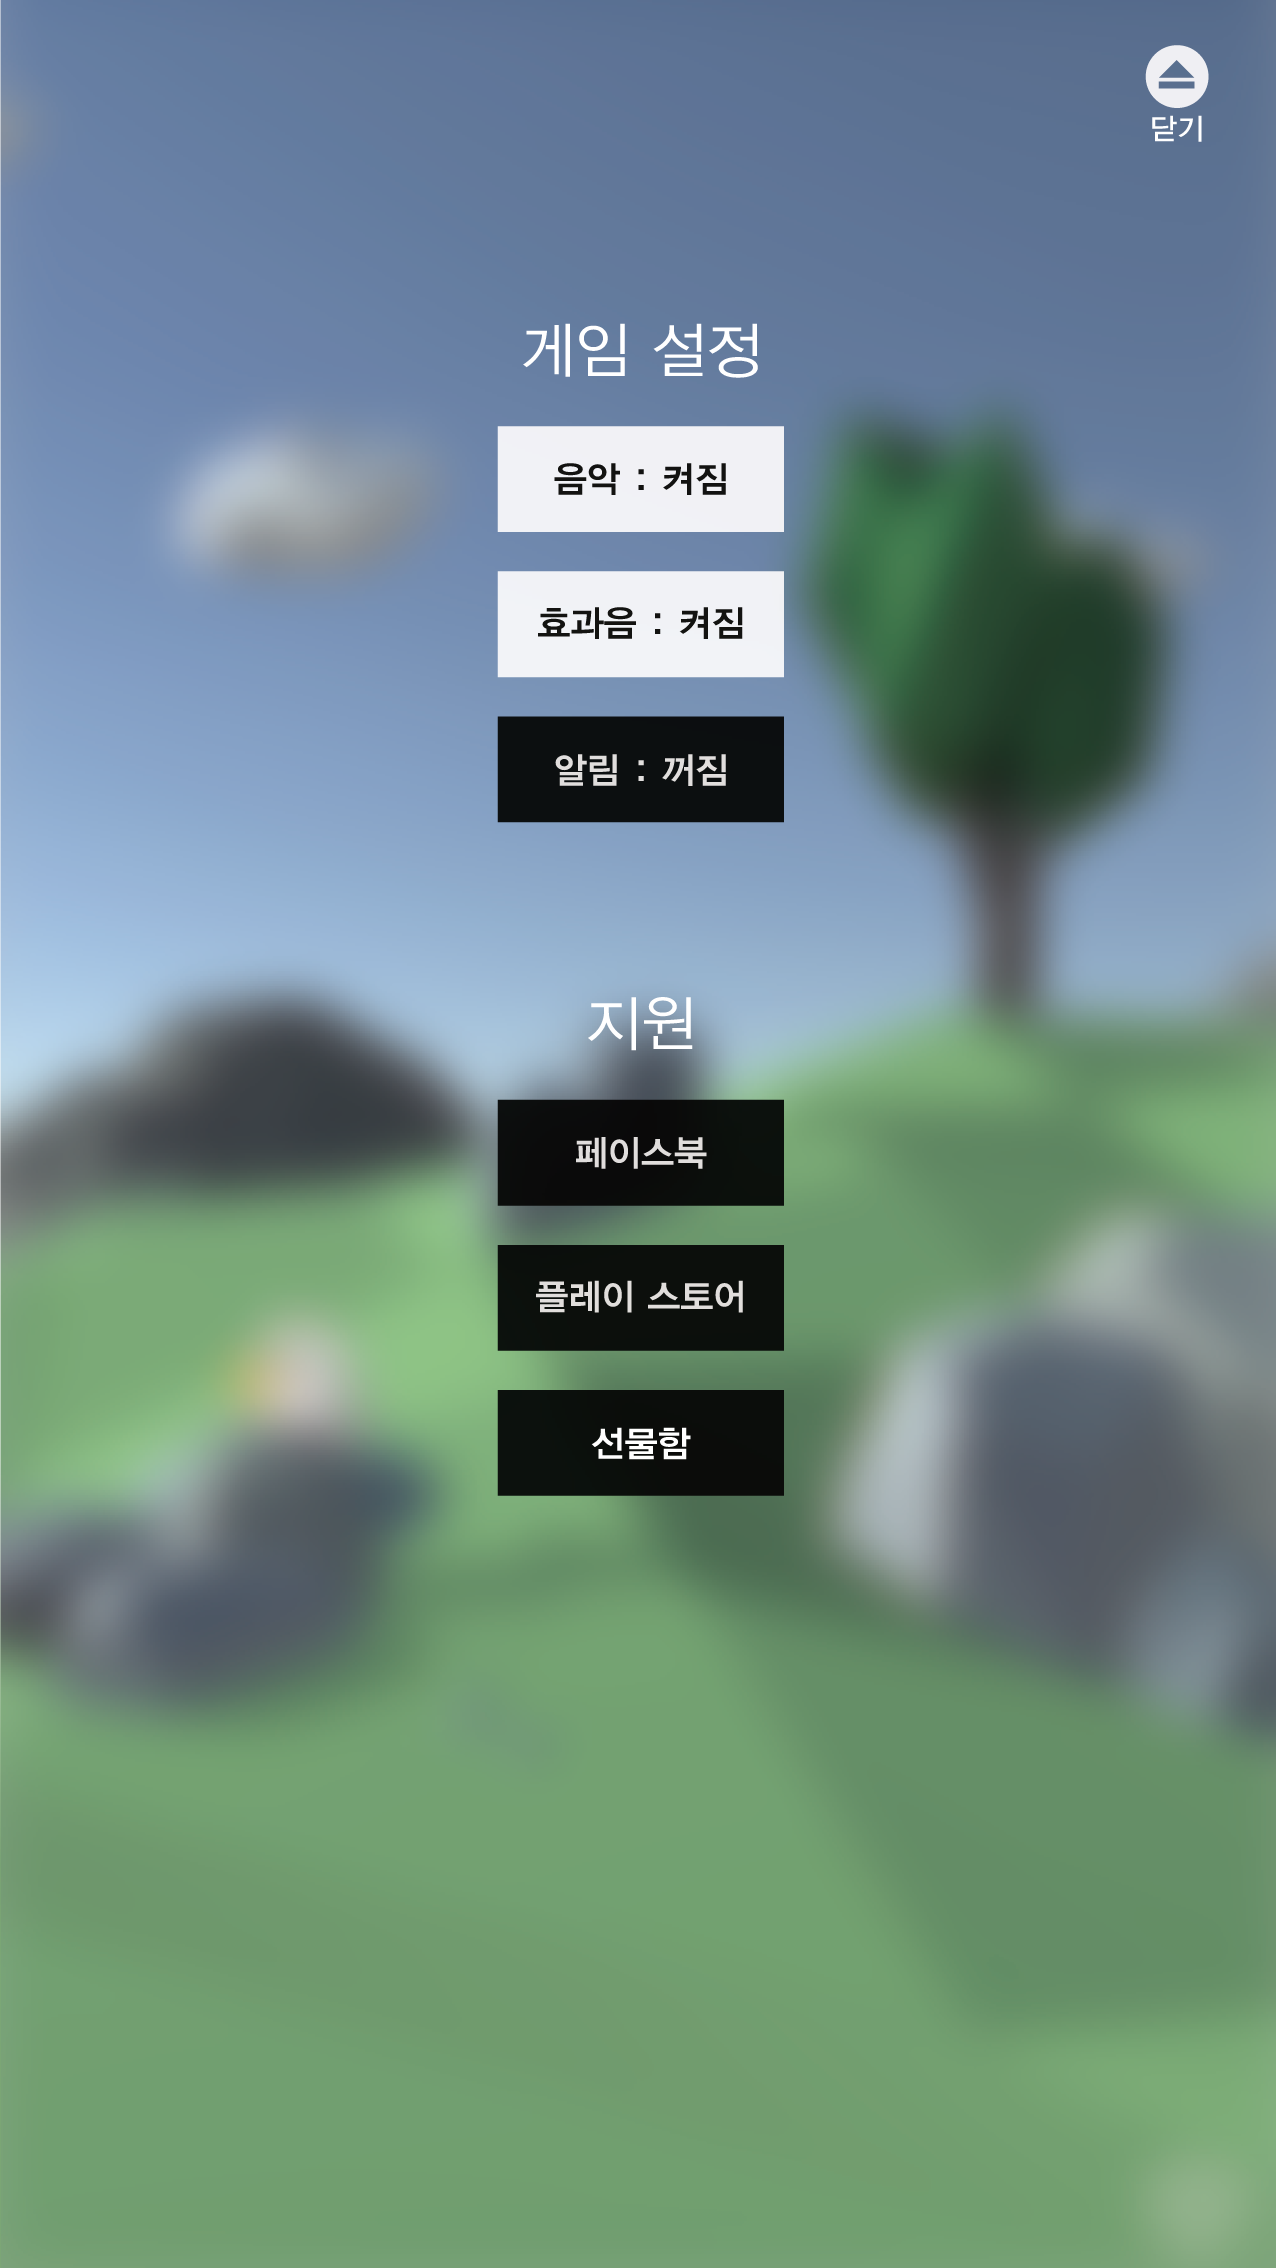 닫기
게임 설정
음악 : 켜짐
효과음 : 켜짐
알림 : 꺼짐
지원
페이스북
플레이 스토어
선물함